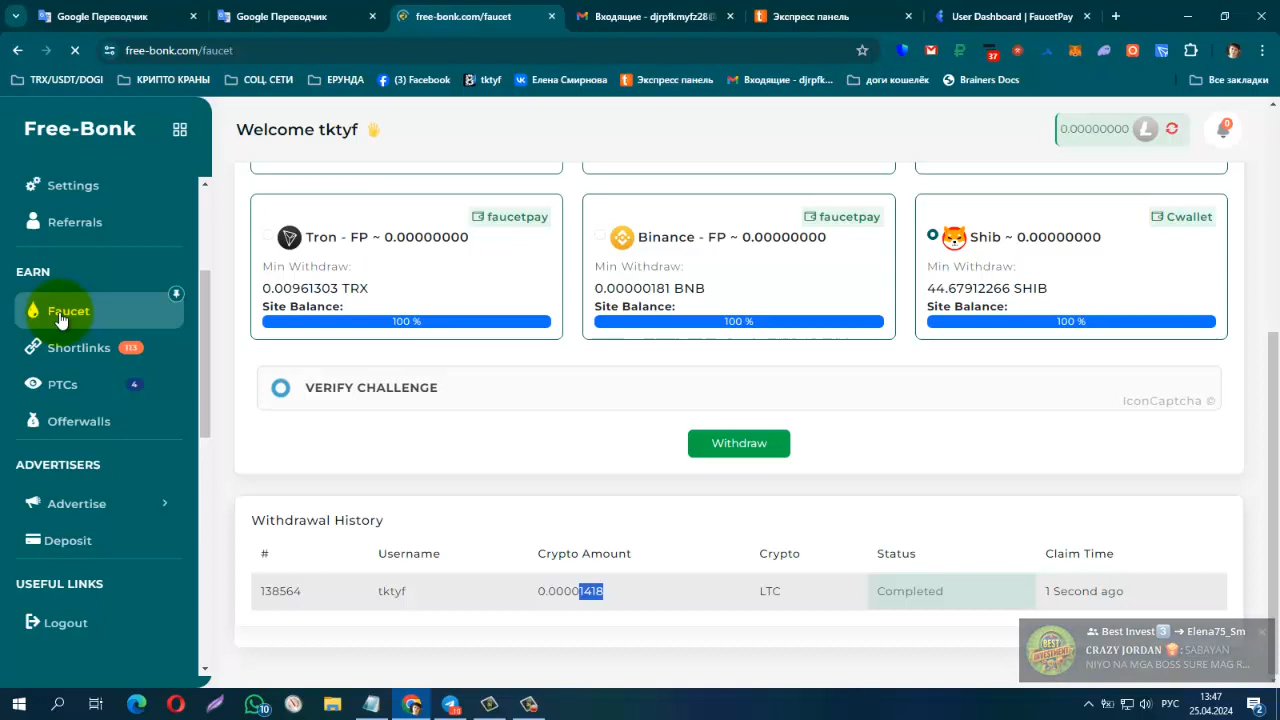 Google Переводчик
Google Переводчик
free-bonk.com/faucet
Входящие - djrpfkmyfz28@
Экспресс панель
User Dashboard | FaucetPay
free-bonk.com/faucet
37
TRX/USDT/DOGI
КРИПТО КРАНЫ
СОЦ. СЕТИ
ЕРУНДА
(3) Facebook
tktyf
Елена Смирнова
Экспресс панель
Входящие - djrpfk...
доги кошелёк
Brainers Docs
Все закладки
Free-Bonk
Welcome tktyf 👋
0.00000000
0
Settings
Referrals
EARN
Faucet
Shortlinks 113
PTCs 4
Offerwalls
ADVERTISERS
Advertise
Deposit
USEFUL LINKS
Logout
faucetpay
Tron - FP ~ 0.00000000
Min Withdraw:
0.00961303 TRX
Site Balance:
100 %
faucetpay
Binance - FP ~ 0.00000000
Min Withdraw:
0.00000181 BNB
Site Balance:
100 %
Cwallet
Shib ~ 0.00000000
Min Withdraw:
44.67912266 SHIB
Site Balance:
100 %
VERIFY CHALLENGE
IconCaptcha ©
Withdraw
Withdrawal History
# Username Crypto Amount Crypto Status Claim Time
138564 tktyf 0.00001418 LTC Completed 1 Second ago
Best Invest3️⃣ ➔ Elena75_Sm
CRAZY JORDAN : SABAYAN
NIYO NA MGA BOSS SURE MAG R...
10
РУС
13:47
25.04.2024
2